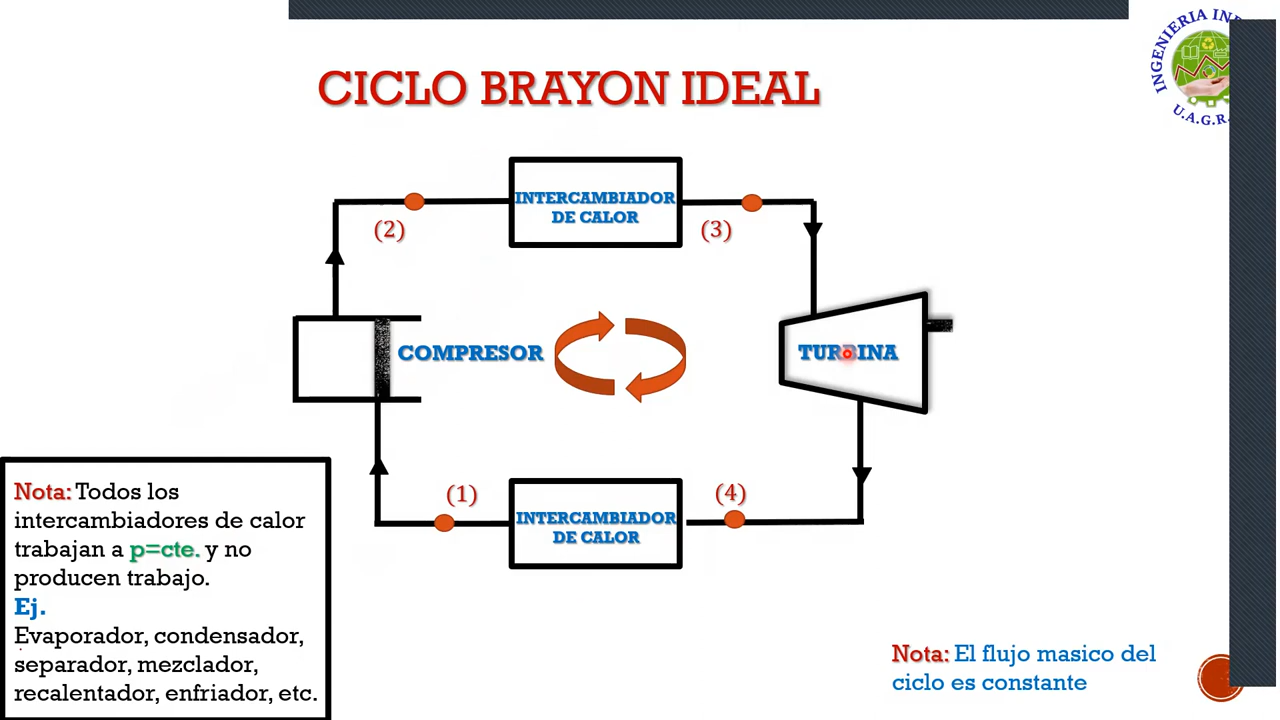 CICLO BRAYON IDEAL
INGENIERIA
U.A.G.R.
INTERCAMBIADOR
DE CALOR
(2)
(3)
COMPRESOR
TURBINA
(1)
(4)
INTERCAMBIADOR
DE CALOR
Nota: Todos los
intercambiadores de calor
trabajan a p=cte. y no
producen trabajo.
Ej.
Evaporador, condensador,
separador, mezclador,
recalentador, enfriador, etc.
Nota: El flujo masico del
ciclo es constante